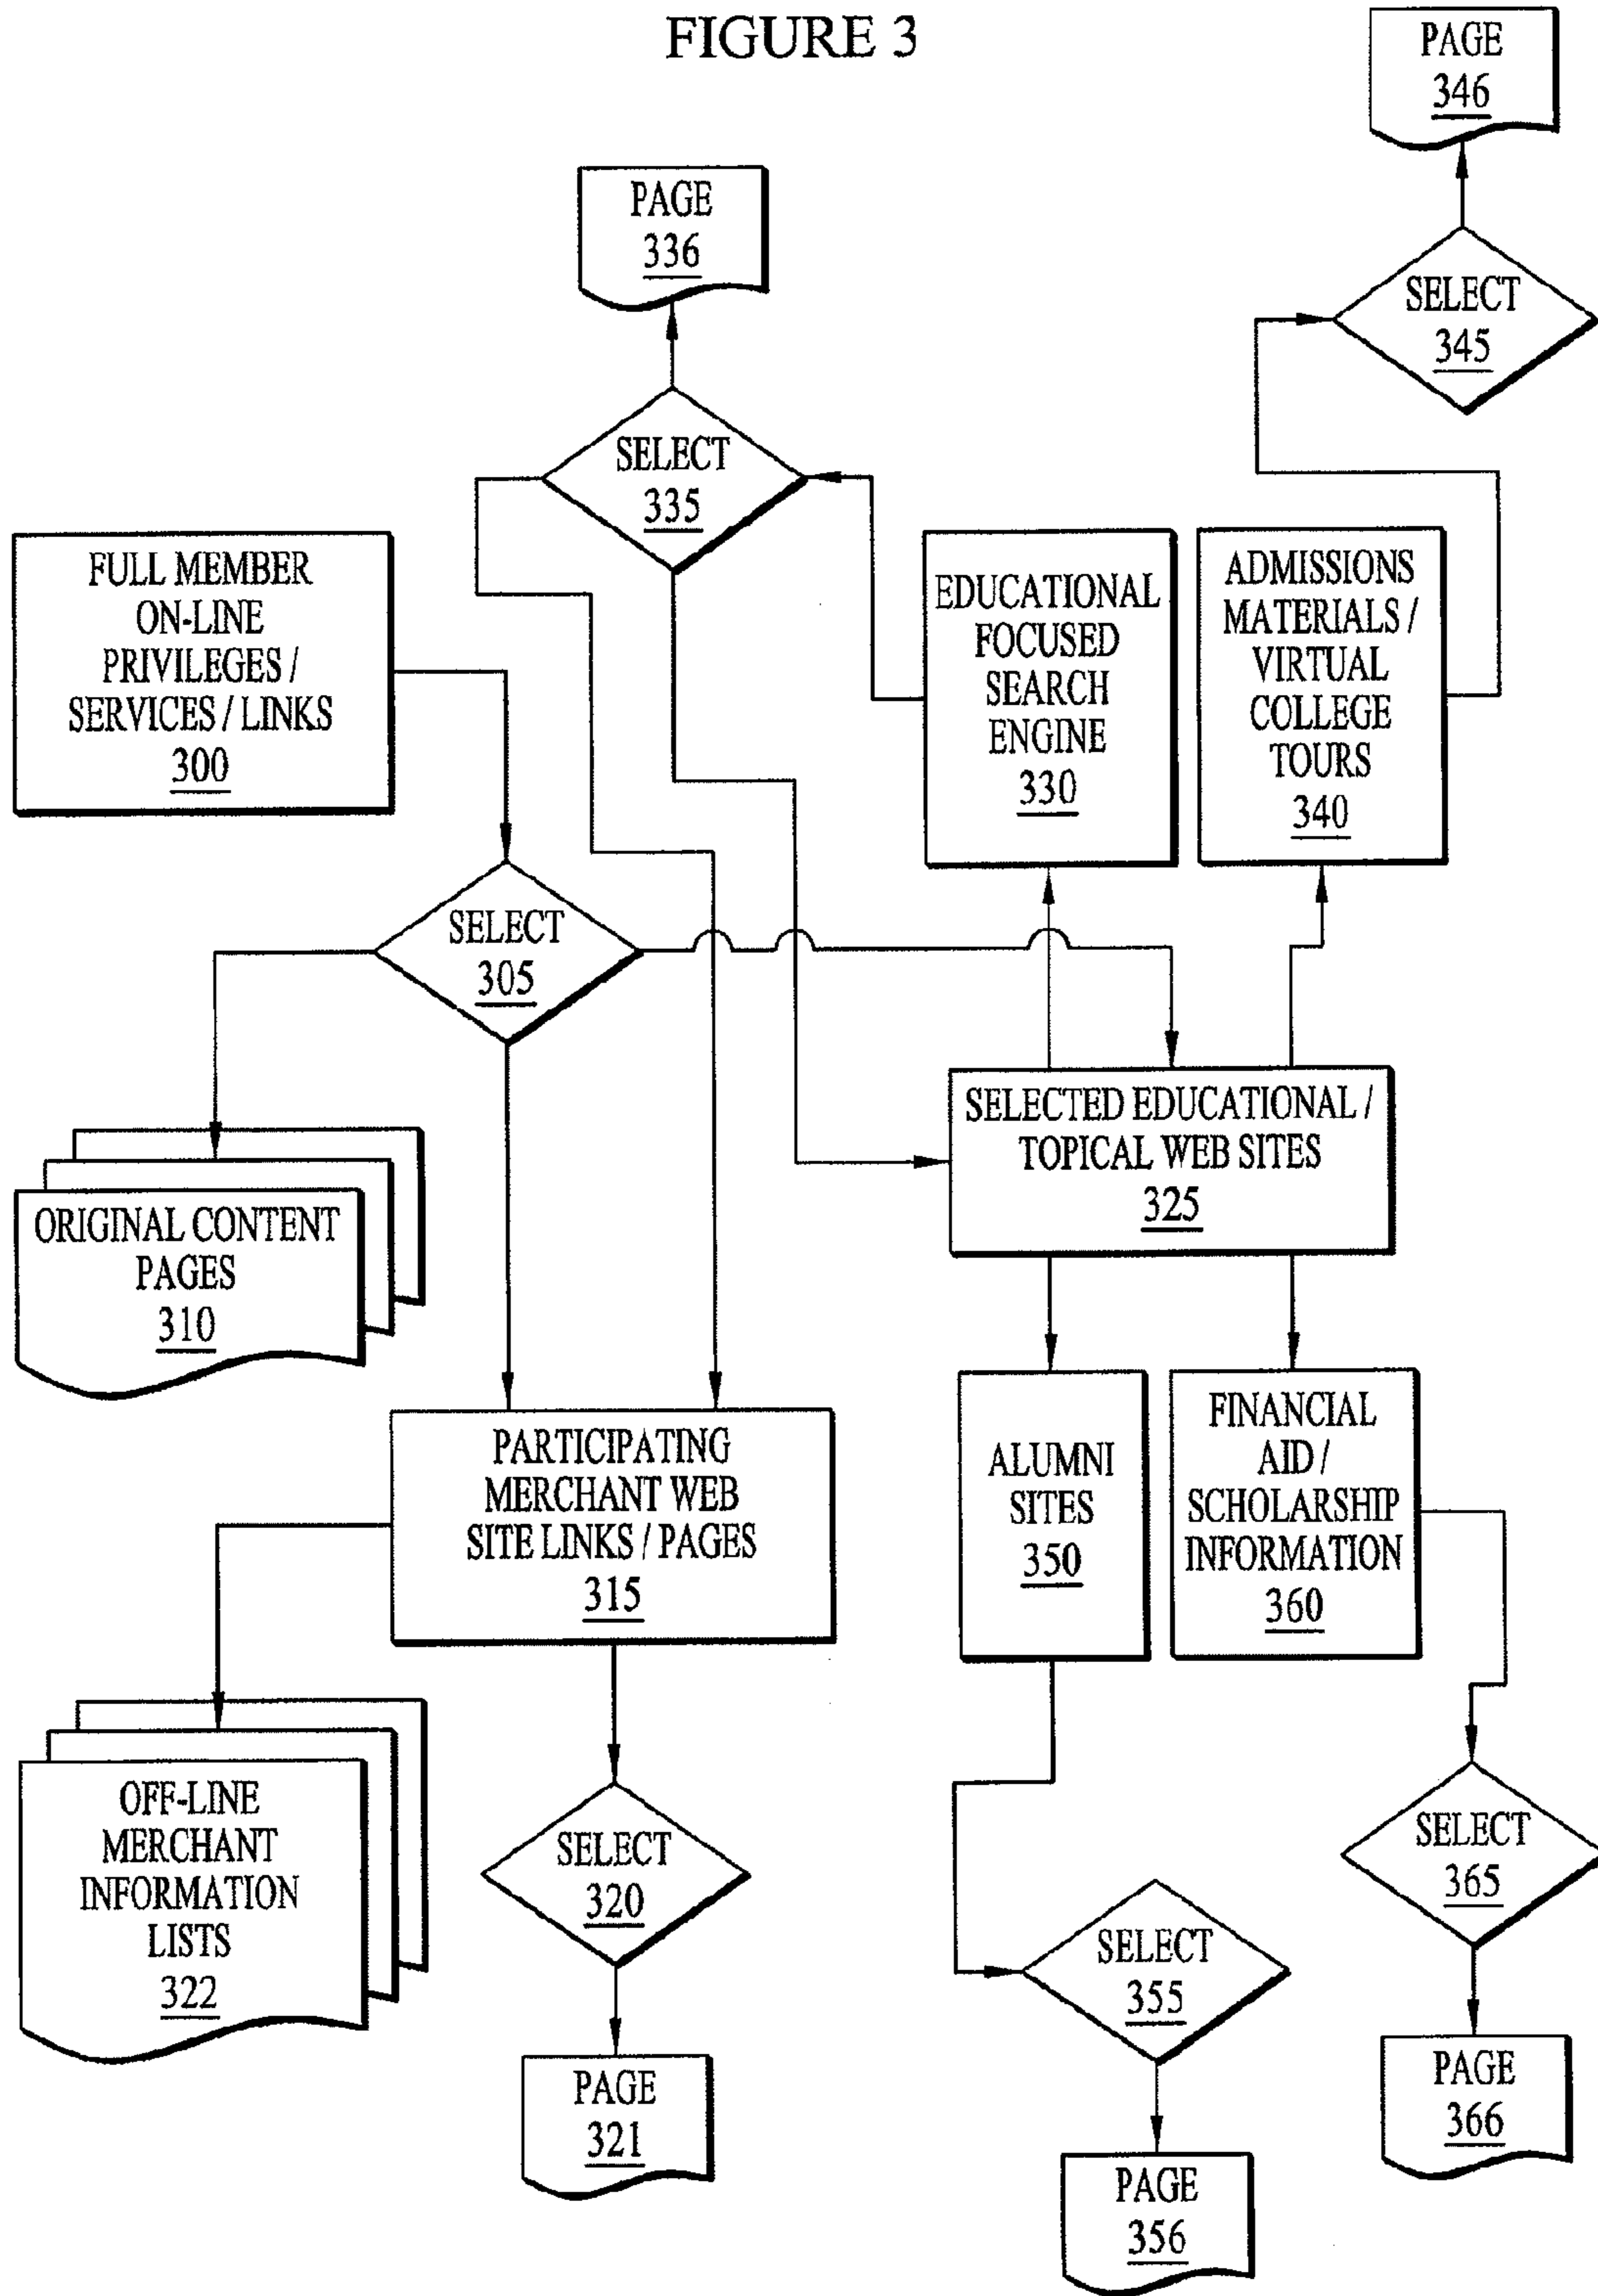 FIGURE 3
PAGE
346
PAGE
336
SELECT
345
SELECT
335
FULL MEMBER
ON-LINE
PRIVILEGES /
SERVICES / LINKS
300
EDUCATIONAL
FOCUSED
SEARCH
ENGINE
330
ADMISSIONS
MATERIALS /
VIRTUAL
COLLEGE
TOURS
340
SELECT
305
SELECTED EDUCATIONAL /
TOPICAL WEB SITES
325
ORIGINAL CONTENT
PAGES
310
PARTICIPATING
MERCHANT WEB
SITE LINKS / PAGES
315
ALUMNI
SITES
350
FINANCIAL
AID /
SCHOLARSHIP
INFORMATION
360
OFF-LINE
MERCHANT
INFORMATION
LISTS
322
SELECT
320
SELECT
355
SELECT
365
PAGE
321
PAGE
356
PAGE
366